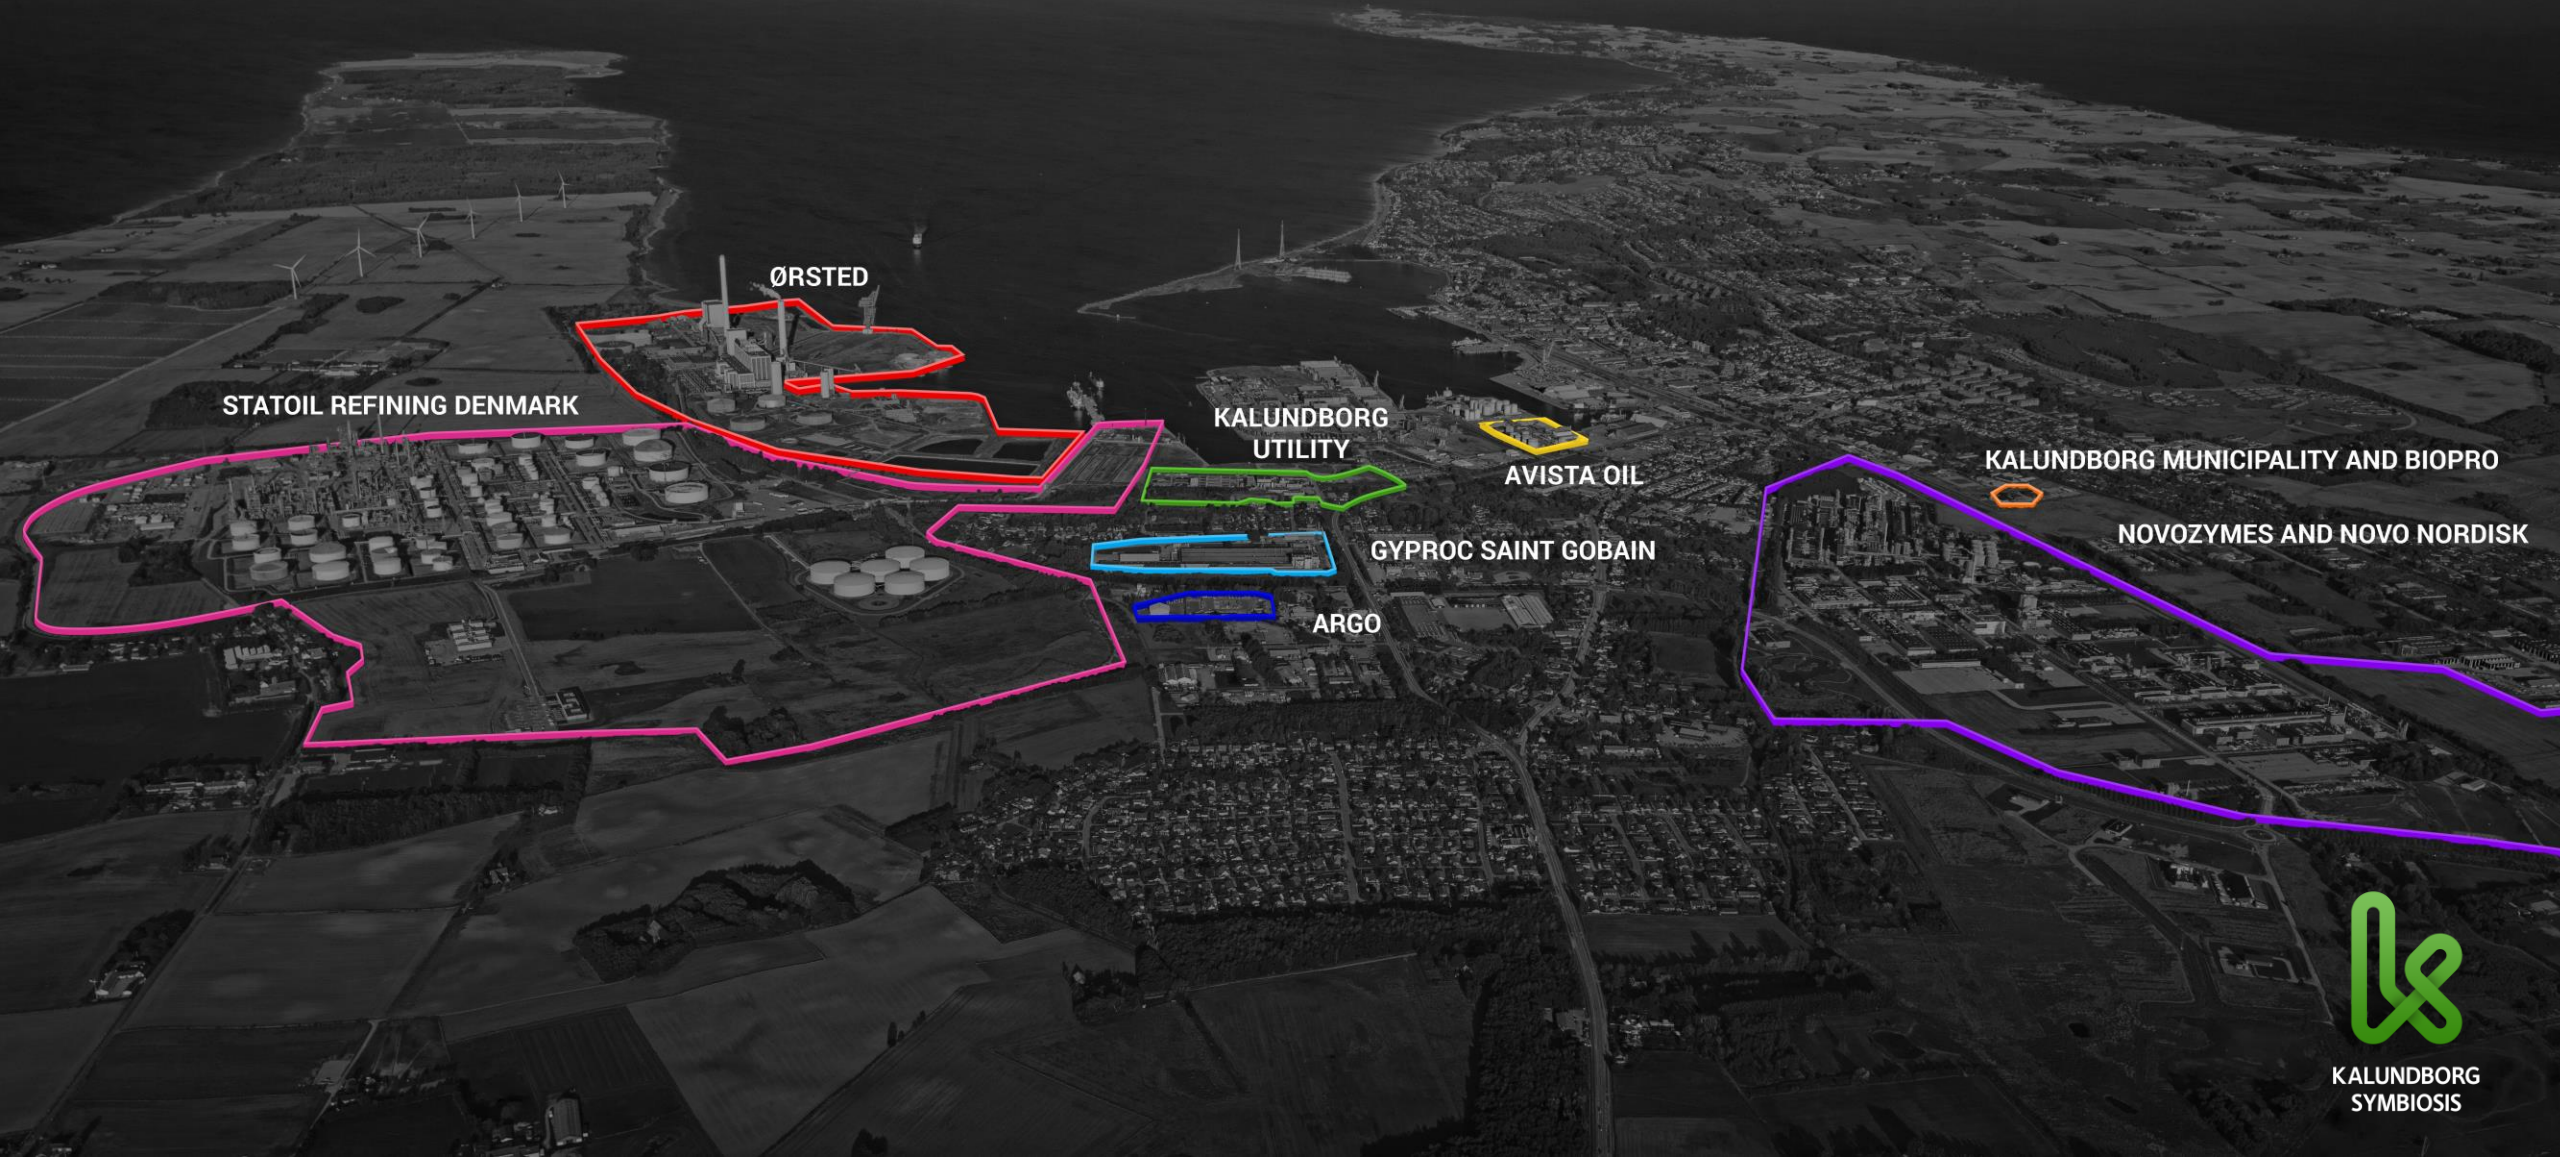 ØRSTED
STATOIL REFINING DENMARK
KALUNDBORG
UTILITY
AVISTA OIL
KALUNDBORG MUNICIPALITY AND BIOPRO
NOVOZYMES AND NOVO NORDISK
GYPROC SAINT GOBAIN
ARGO
KALUNDBORG
SYMBIOSIS